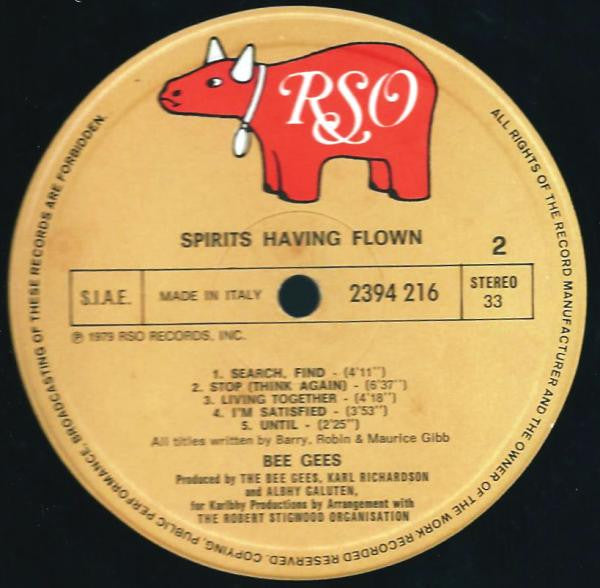 RSO
SPIRITS HAVING FLOWN
2
S.I.A.E.
MADE IN ITALY
2394 216
STEREO
33
℗ 1979 RSO RECORDS, INC.
1. SEARCH, FIND - (4'11'')
2. STOP (THINK AGAIN) - (6'37'')
3. LIVING TOGETHER - (4'18'')
4. I'M SATISFIED - (3'53'')
5. UNTIL - (2'25'')
All titles written by Barry, Robin & Maurice Gibb
BEE GEES
Produced by THE BEE GEES, KARL RICHARDSON
and ALBHY GALUTEN,
for Karlbhy Productions by Arrangement with
THE ROBERT STIGWOOD ORGANISATION
ALL RIGHTS OF THE RECORD MANUFACTURER AND THE OWNER OF THE WORK RECORDED RESERVED. COPYING, PUBLIC PERFORMANCE, BROADCASTING OF THESE RECORDS ARE FORBIDDEN.